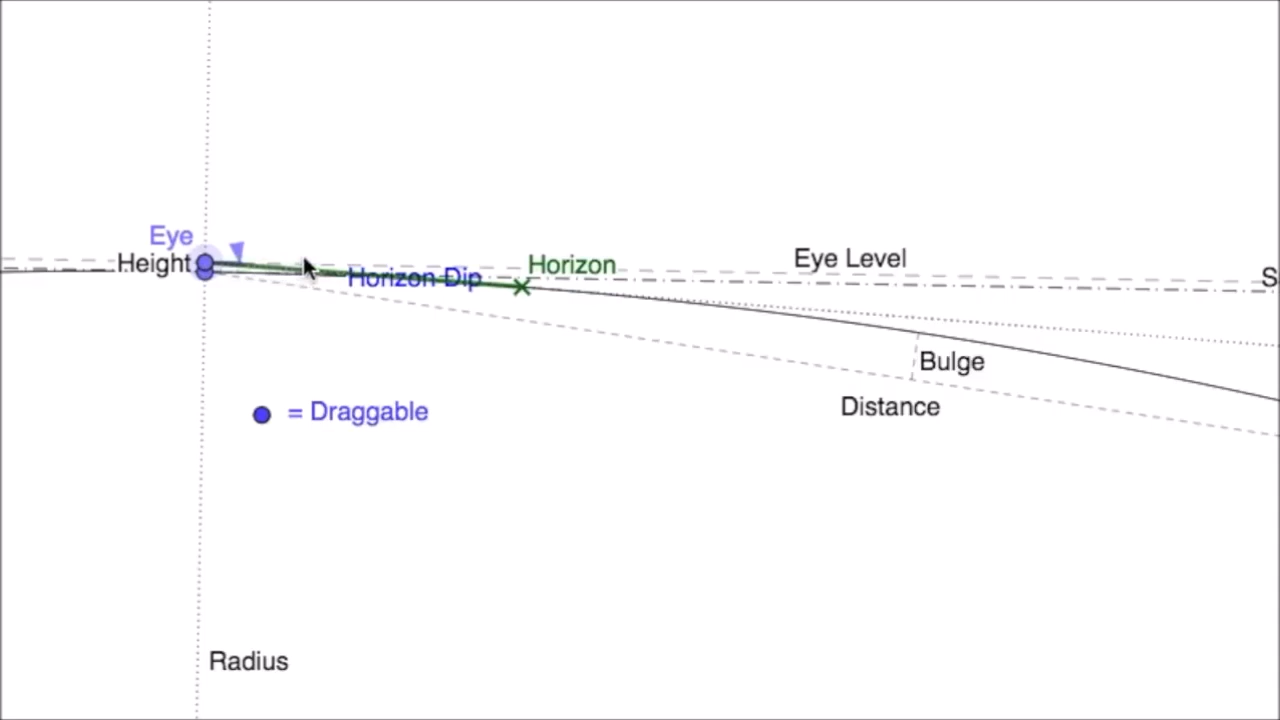 Eye
Height
Horizon Dip
Horizon
Eye Level
S
Bulge
Distance
= Draggable
Radius